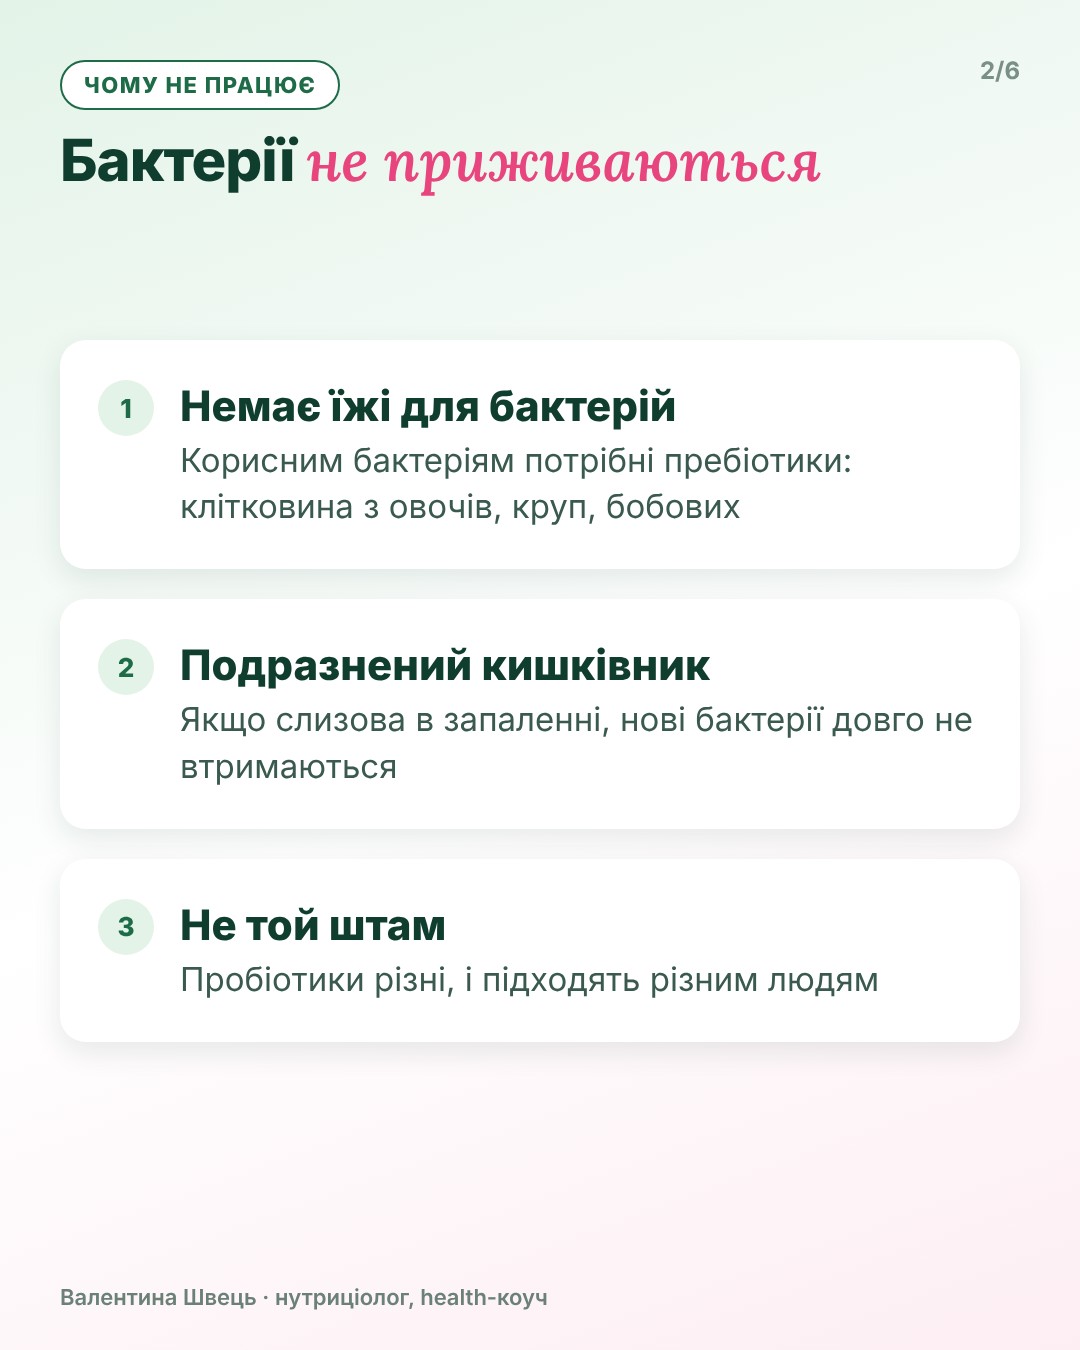 ЧОМУ НЕ ПРАЦЮЄ
2/6
Бактерії не приживаються
1
Немає їжі для бактерій
Корисним бактеріям потрібні пребіотики:
клітковина з овочів, круп, бобових
2
Подразнений кишківник
Якщо слизова в запаленні, нові бактерії довго не
втримаються
3
Не той штам
Пробіотики різні, і підходять різним людям
Валентина Швець · нутриціолог, health-коуч